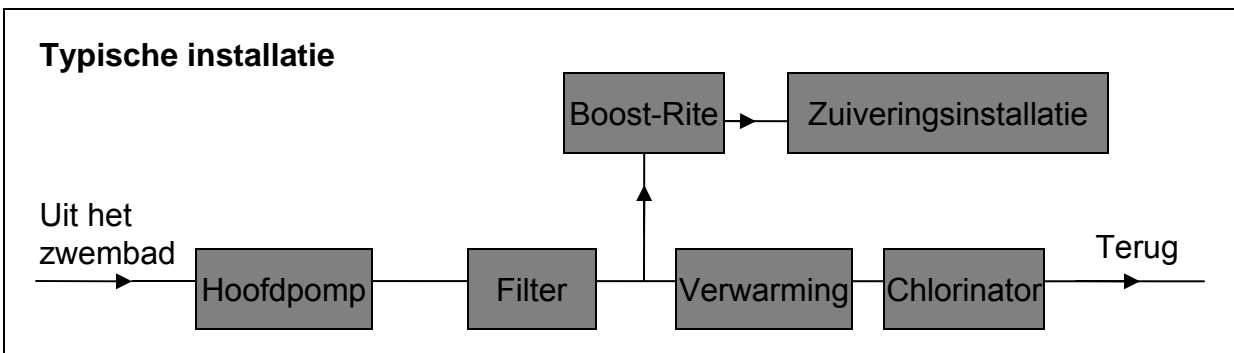 Typische installatie
Boost-Rite
Zuiveringsinstallatie
Uit het
zwembad
Hoofdpomp
Filter
Verwarming
Chlorinator
Terug